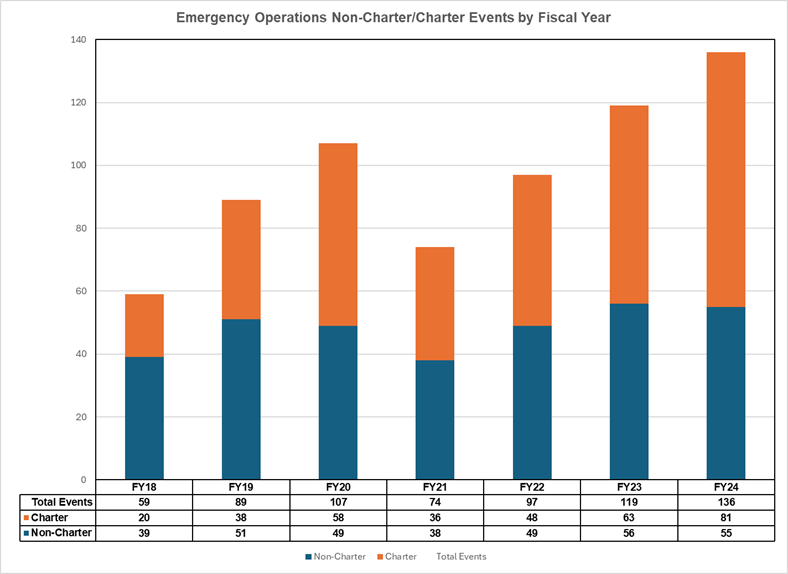 Emergency Operations Non-Charter/Charter Events by Fiscal Year
140
120
100
80
60
40
20
0
FY18 FY19 FY20 FY21 FY22 FY23 FY24
Total Events 59 89 107 74 97 119 136
Charter 20 38 58 36 48 63 81
Non-Charter 39 51 49 38 49 56 55
Non-Charter Charter Total Events